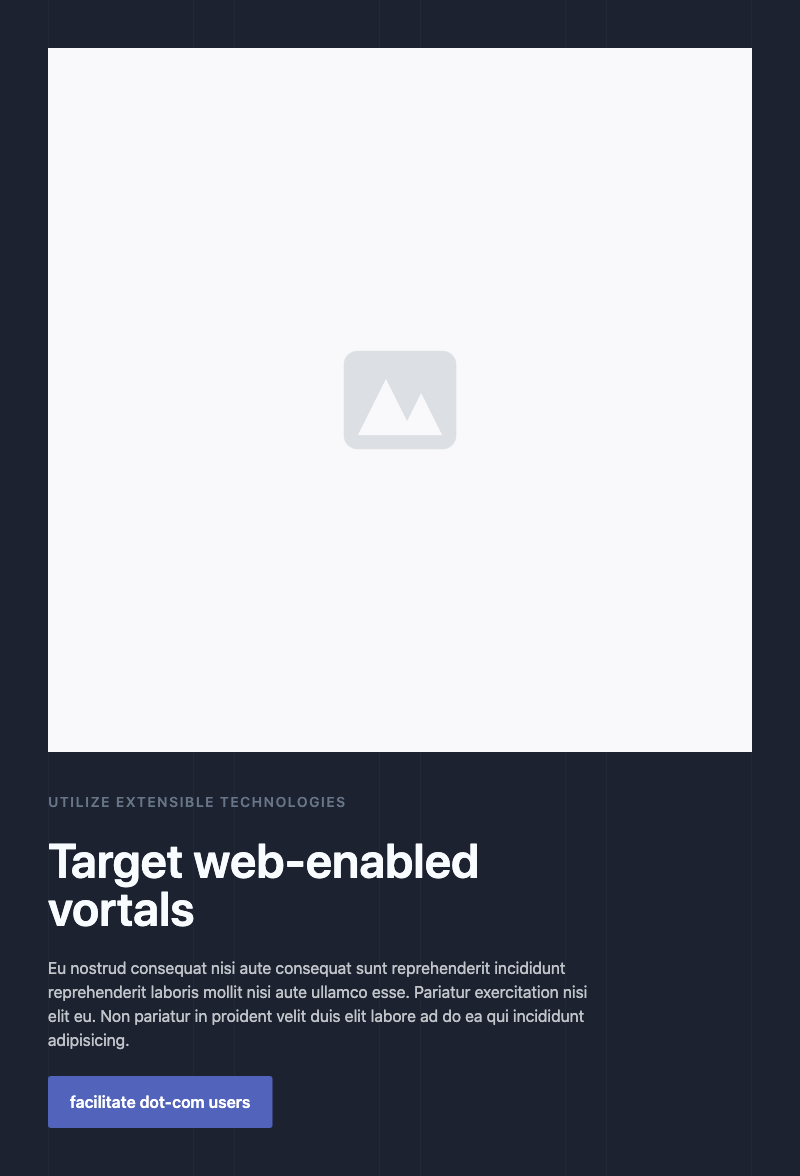 UTILIZE EXTENSIBLE TECHNOLOGIES
Target web-enabled
vortals
Eu nostrud consequat nisi aute consequat sunt reprehenderit incididunt
reprehenderit laboris mollit nisi aute ullamco esse. Pariatur exercitation nisi
elit eu. Non pariatur in proident velit duis elit labore ad do ea qui incididunt
adipisicing.
facilitate dot-com users